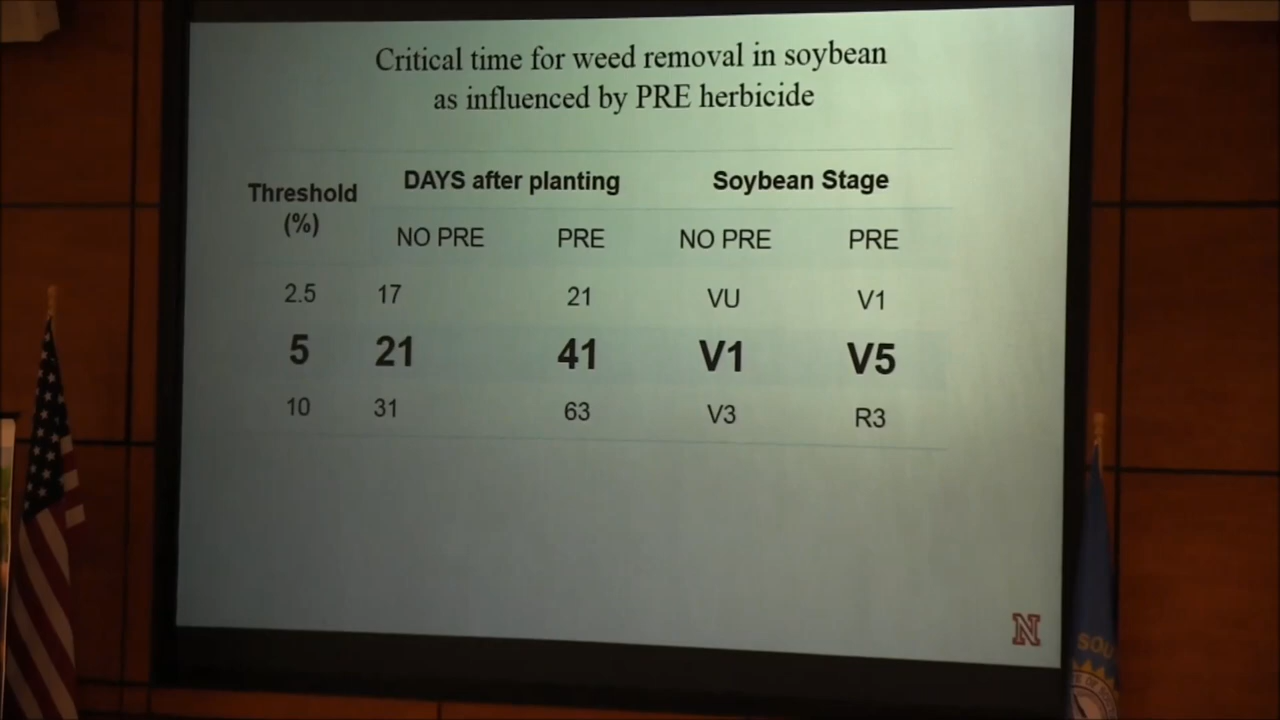 Critical time for weed removal in soybean
as influenced by PRE herbicide
Threshold
(%)
DAYS after planting
Soybean Stage
NO PRE
PRE
NO PRE
PRE
2.5 17 21 VU V1
5 21 41 V1 V5
10 31 63 V3 R3
N
SOU